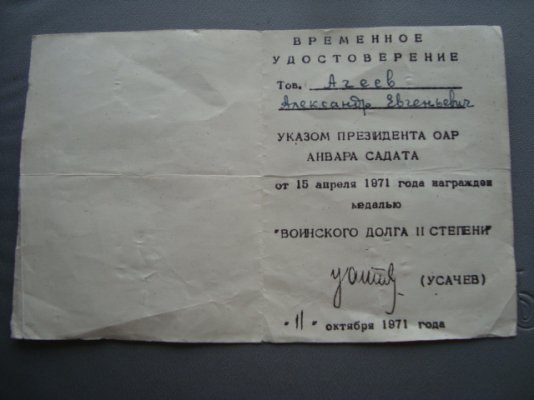 ВРЕМЕННОЕ
УДОСТОВЕРЕНИЕ
Тов. Агеев
Александр Евгеньевич
УКАЗОМ ПРЕЗИДЕНТА ОАР
АНВАРА САДАТА
от 15 апреля 1971 года награжден
медалью
"ВОИНСКОГО ДОЛГА II СТЕПЕНИ"
(УСАЧЕВ)
"11" октября 1971 года